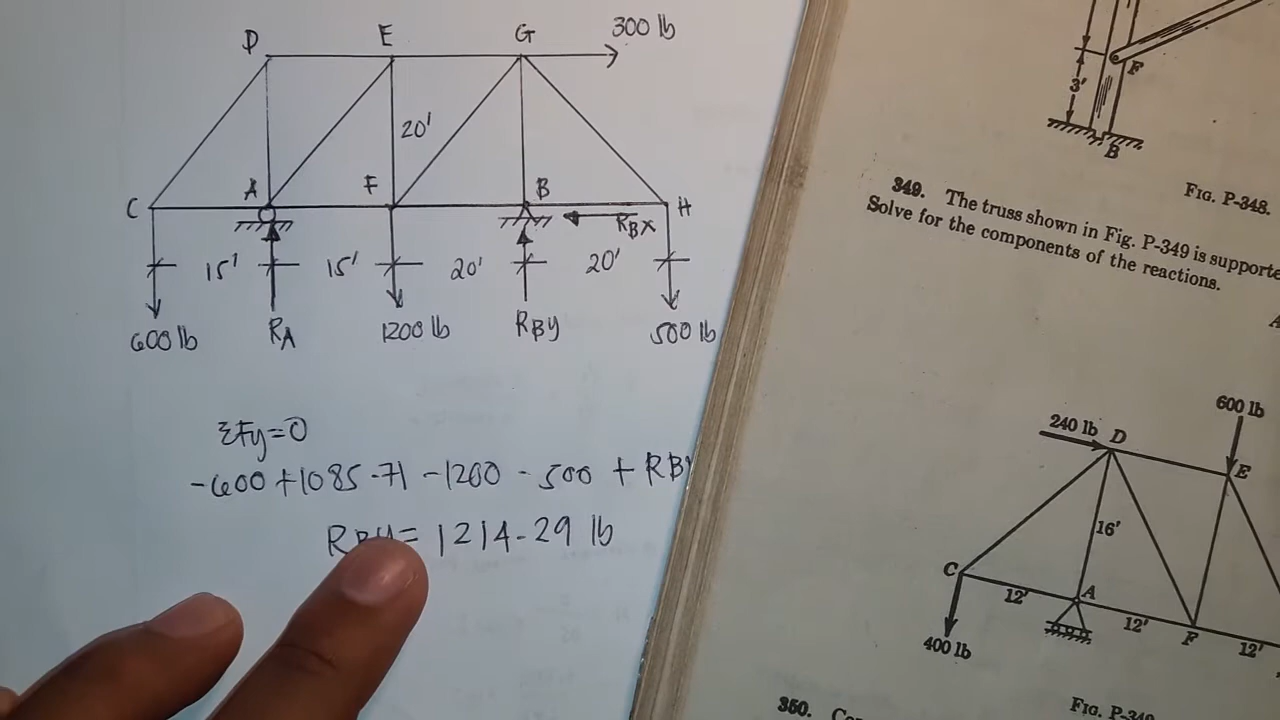 300 lb
D E G
20'
C A F B H
RBX
15' 15' 20' 20'
600 lb RA 1200 lb RBY 500 lb
ΣFy=0
-600 +1085.71 -1200 - 500 + RBY
RBY= 1214.29 lb
3'
F
B
FIG. P-348.
349. The truss shown in Fig. P-349 is supporte
Solve for the components of the reactions.
A
600 lb
240 lb D
E
16'
C
12' A 12' F 12'
400 lb
FIG. P-349
350.